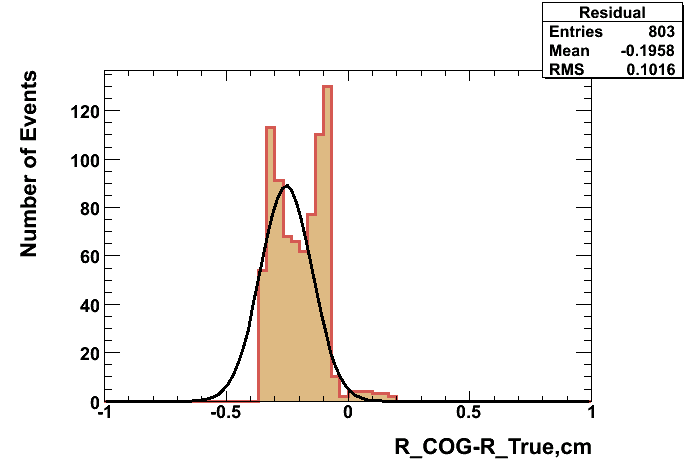 Residual
Entries 803
Mean -0.1958
RMS 0.1016
Number of Events
120
100
80
60
40
20
0
-1 -0.5 0 0.5 1
R_COG-R_True,cm